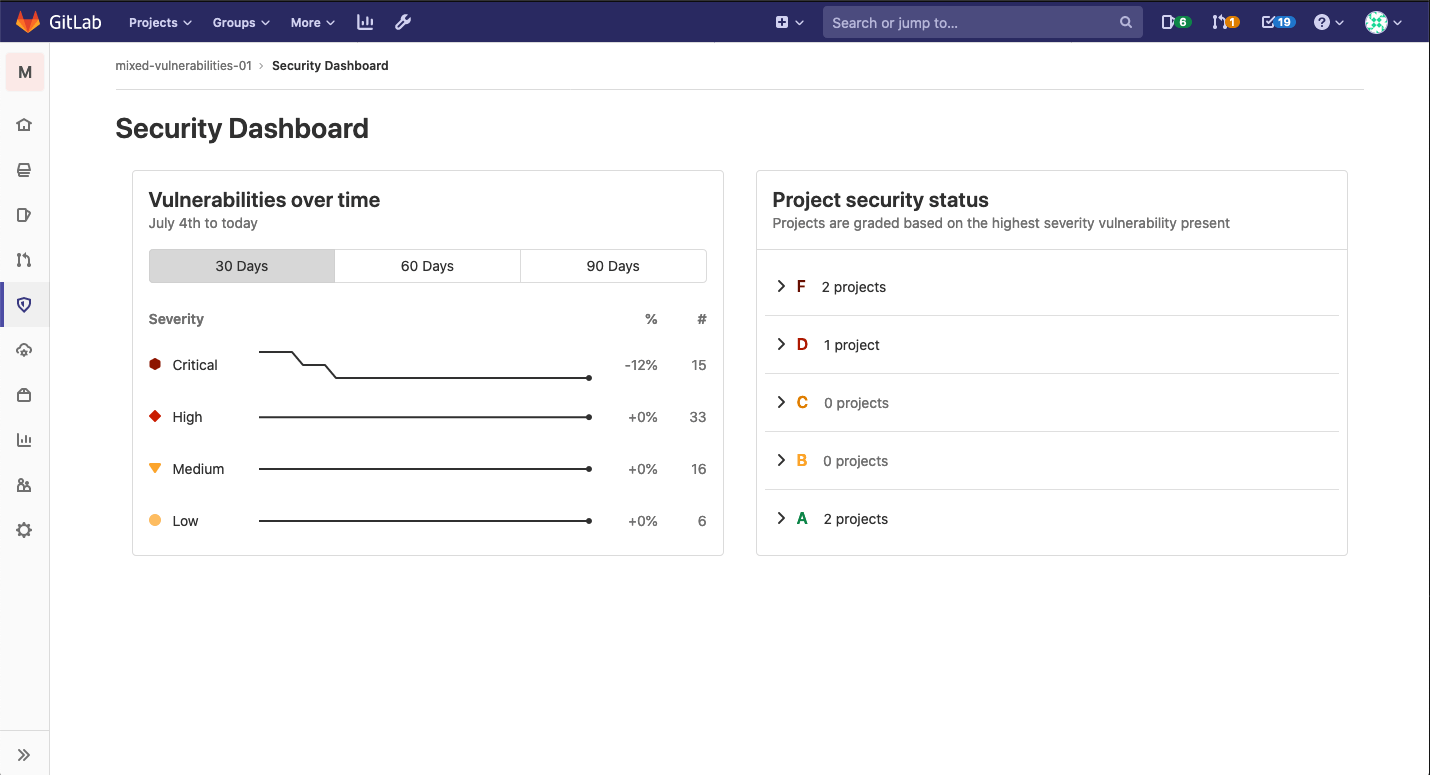 GitLab Projects Groups More Search or jump to... 6 1 19
M
mixed-vulnerabilities-01 > Security Dashboard
Security Dashboard
Vulnerabilities over time
July 4th to today
30 Days 60 Days 90 Days
Severity % #
Critical -12% 15
High +0% 33
Medium +0% 16
Low +0% 6
Project security status
Projects are graded based on the highest severity vulnerability present
F 2 projects
D 1 project
C 0 projects
B 0 projects
A 2 projects